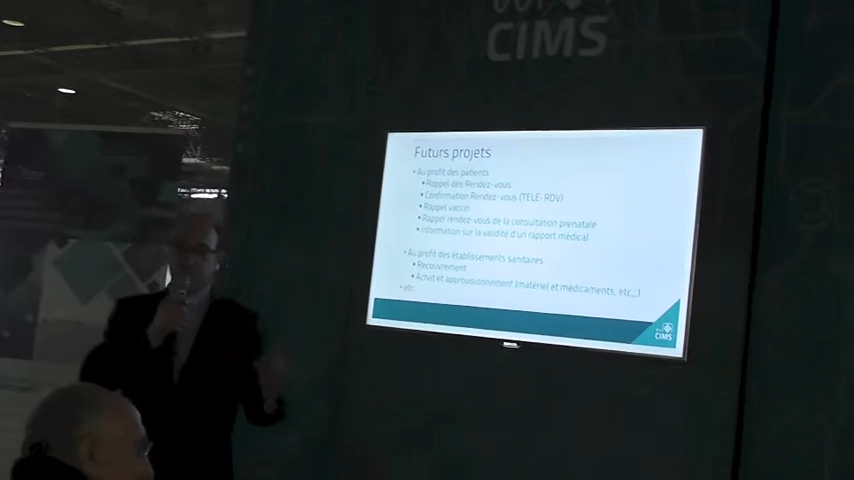 CIMS
Futurs projets
• Au profit des patients
• Rappel des Rendez-vous
• Confirmation Rendez-vous (TELE-RDV)
• Rappel vaccin
• Rappel rendez-vous de la consultation prénatale
• Information sur la validité d'un rapport médical
• Au profit des établissements sanitaires
• Recouvrement
• Achat et approvisionnement (matériel et médicaments, etc,,,)
• etc.
CIMS